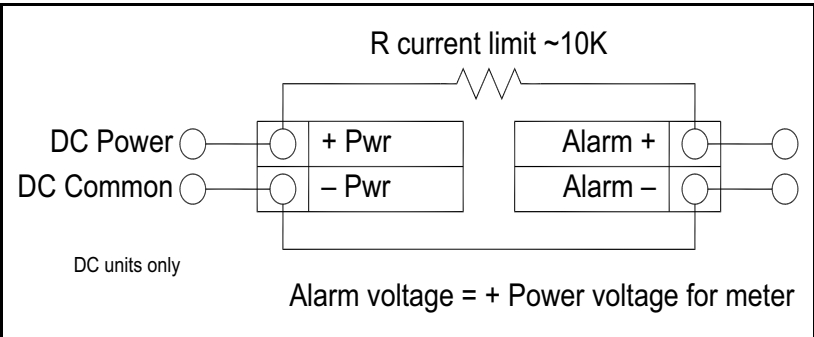 R current limit ~10K
DC Power + Pwr Alarm +
DC Common – Pwr Alarm –
DC units only
Alarm voltage = + Power voltage for meter